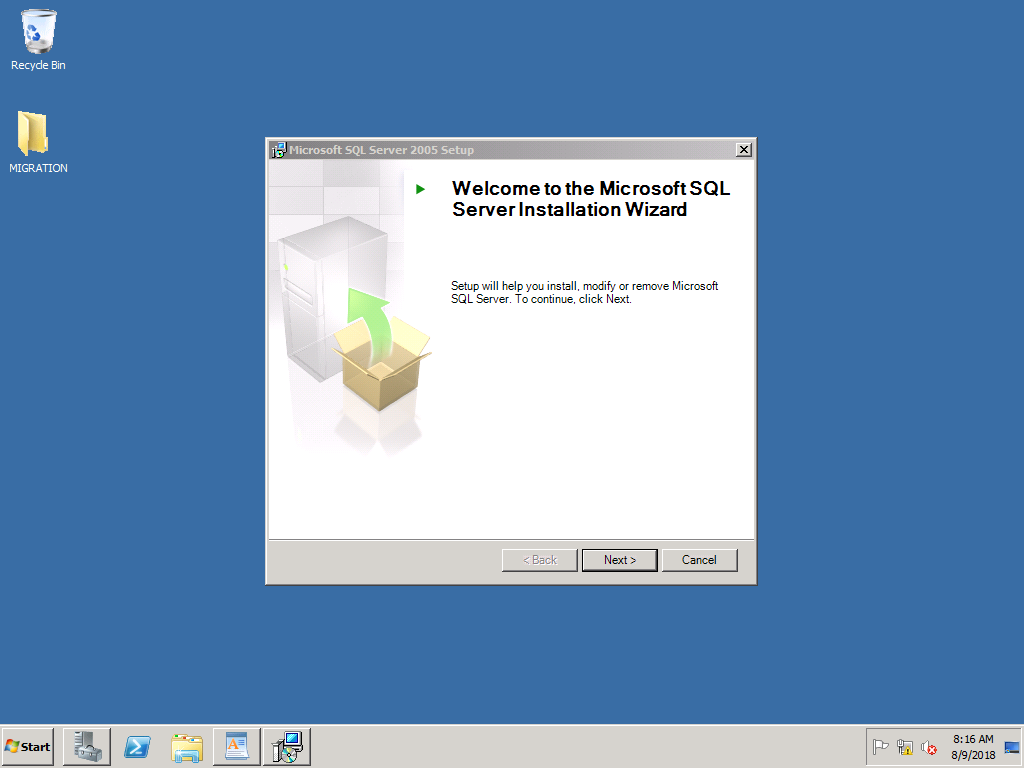 Recycle Bin
MIGRATION
Microsoft SQL Server 2005 Setup
Welcome to the Microsoft SQL
Server Installation Wizard
Setup will help you install, modify or remove Microsoft
SQL Server. To continue, click Next.
< Back
Next >
Cancel
Start
8:16 AM
8/9/2018